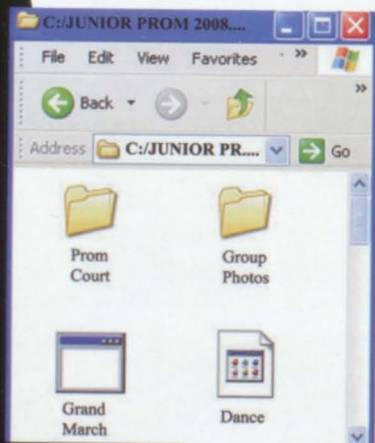 C:/JUNIOR PROM 2008....
File Edit View Favorites »
Back »
Address C:/JUNIOR PR.... Go
Prom Court
Group Photos
Grand March
Dance